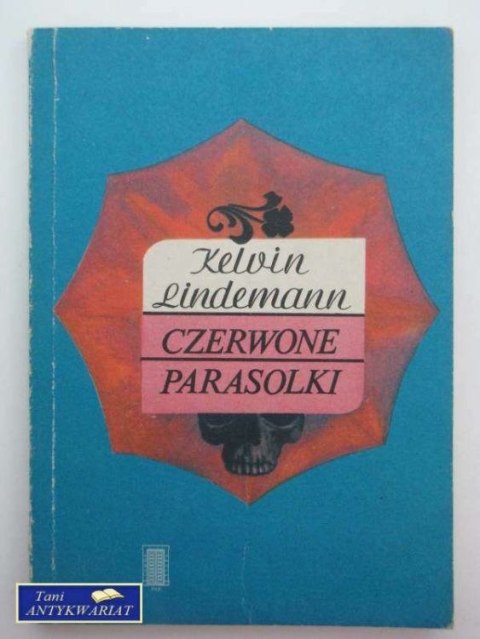 Kelvin
Lindemann
CZERWONE
PARASOLKI
Tani
ANTYKWARIAT